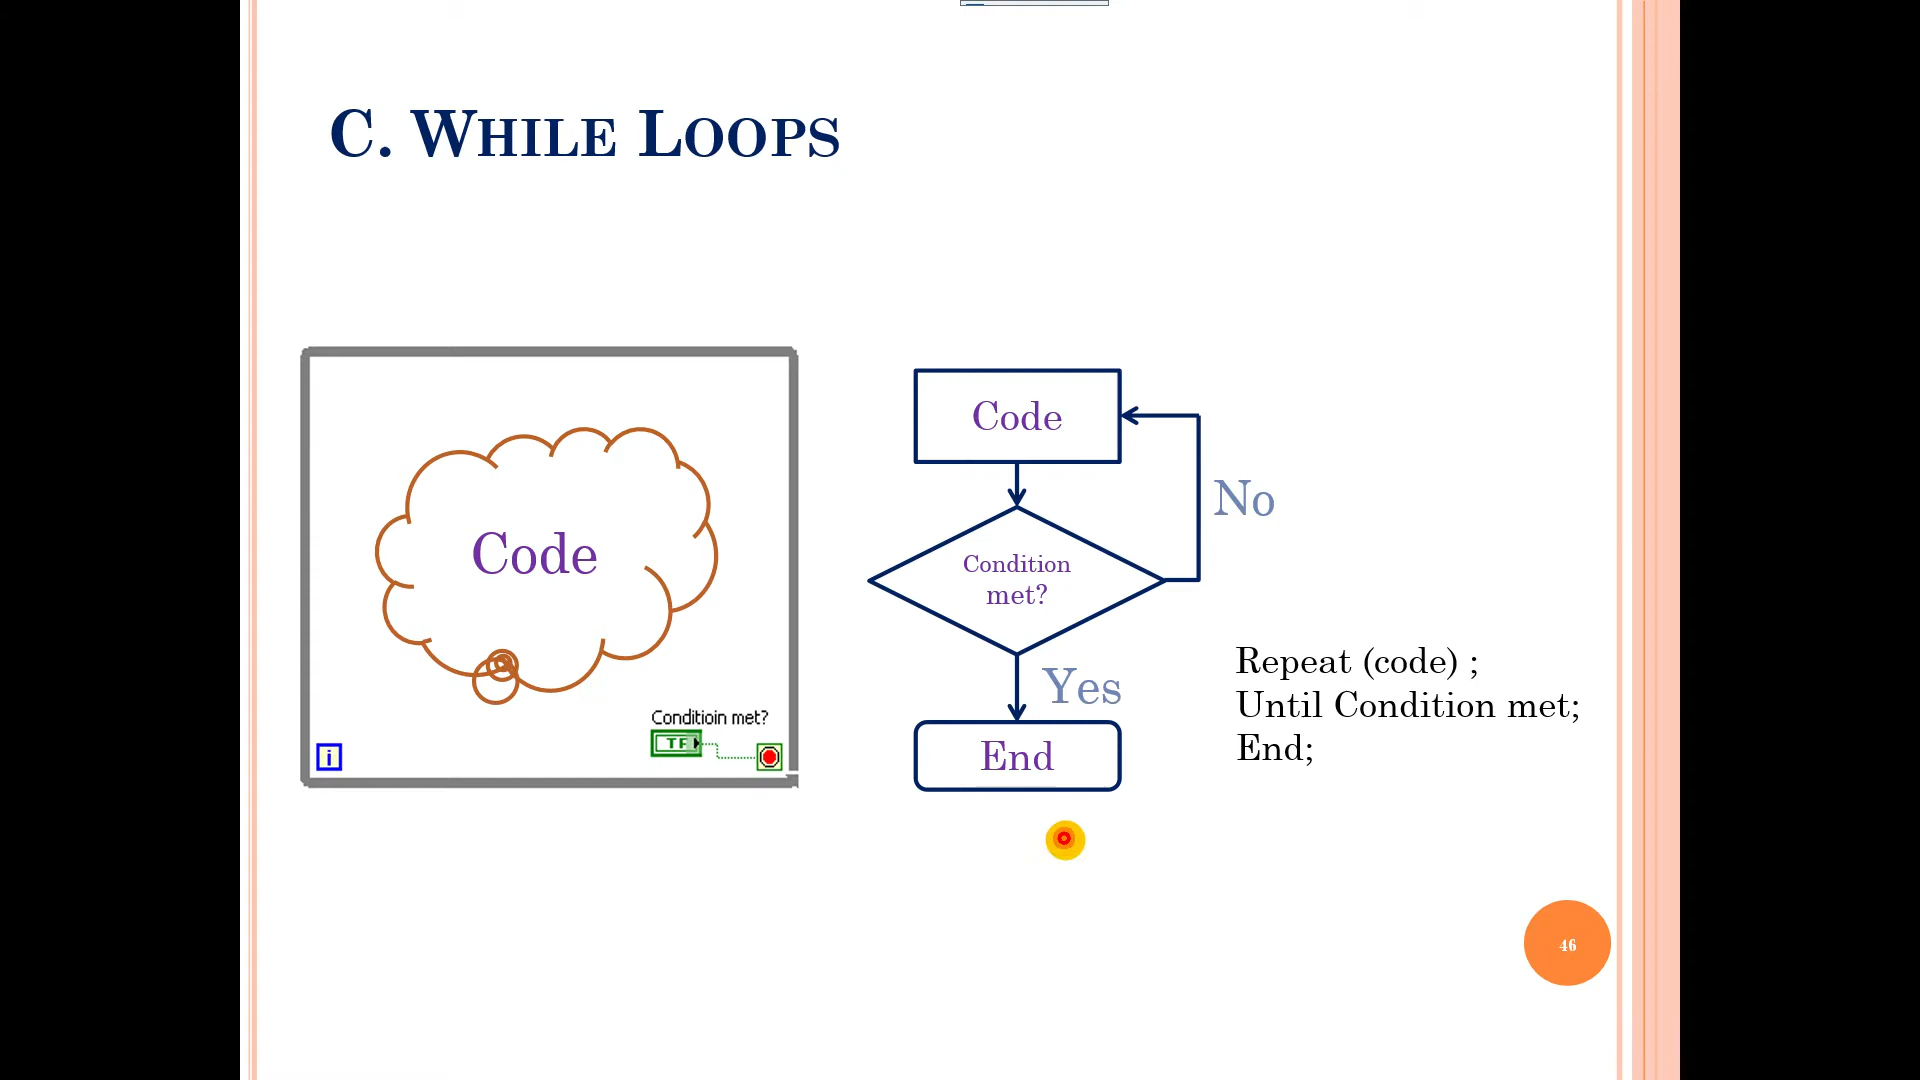 C. WHILE LOOPS
Code
Conditioin met?
TF
i
Code
No
Condition
met?
Yes
End
Repeat (code) ;
Until Condition met;
End;
46